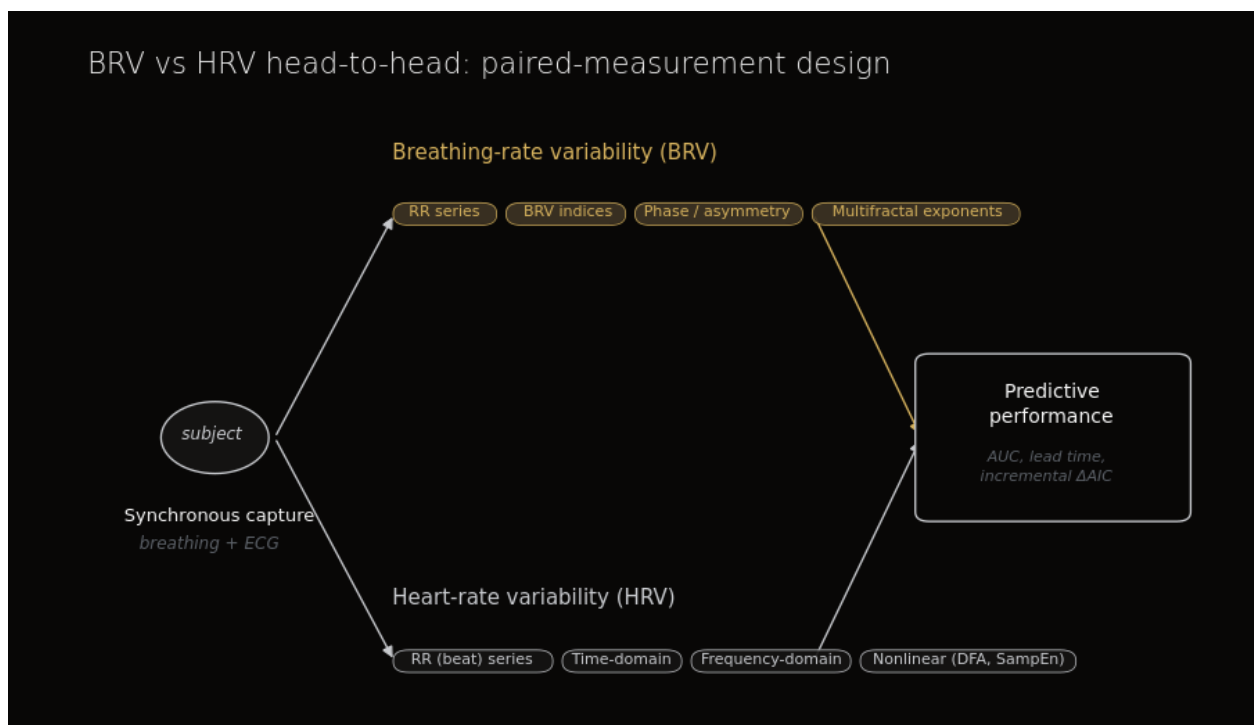 BRV vs HRV head-to-head: paired-measurement design
Breathing-rate variability (BRV)
RR series
BRV indices
Phase / asymmetry
Multifractal exponents
subject
Synchronous capture
breathing + ECG
Predictive
performance
AUC, lead time,
incremental ΔAIC
Heart-rate variability (HRV)
RR (beat) series
Time-domain
Frequency-domain
Nonlinear (DFA, SampEn)